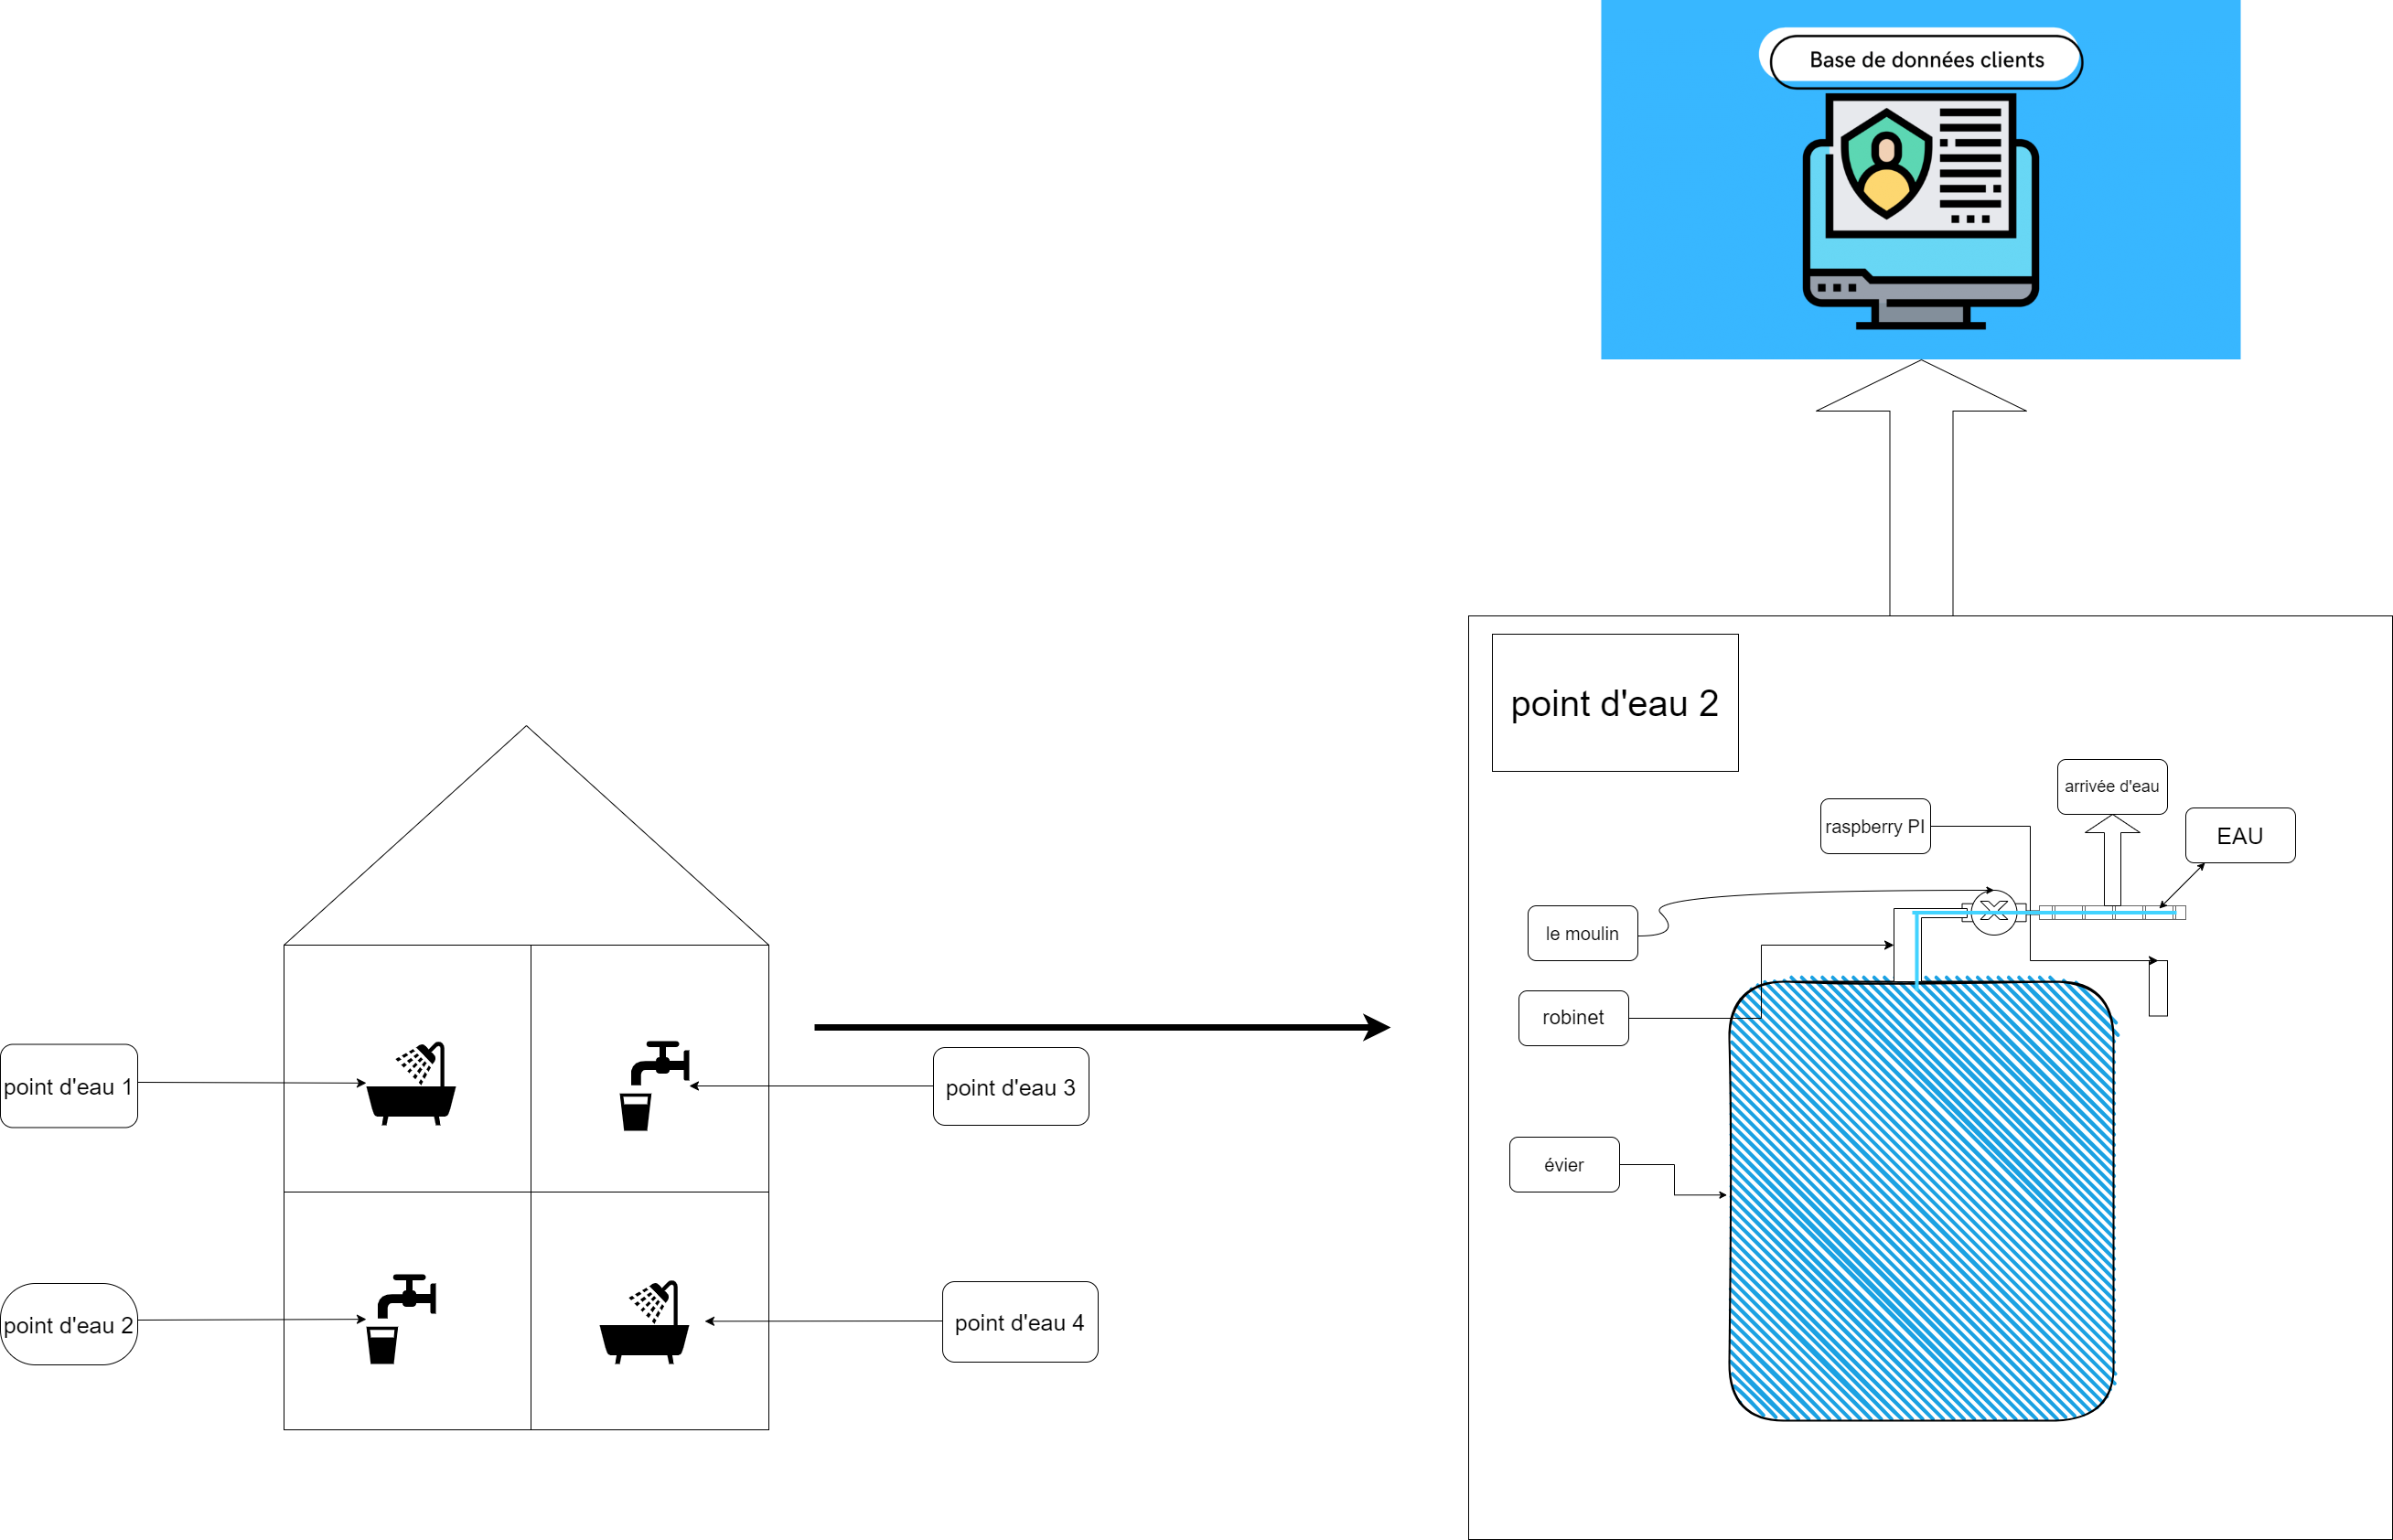 Base de données clients
point d'eau 2
arrivée d'eau
raspberry PI
EAU
le moulin
robinet
évier
point d'eau 1
point d'eau 3
point d'eau 2
point d'eau 4